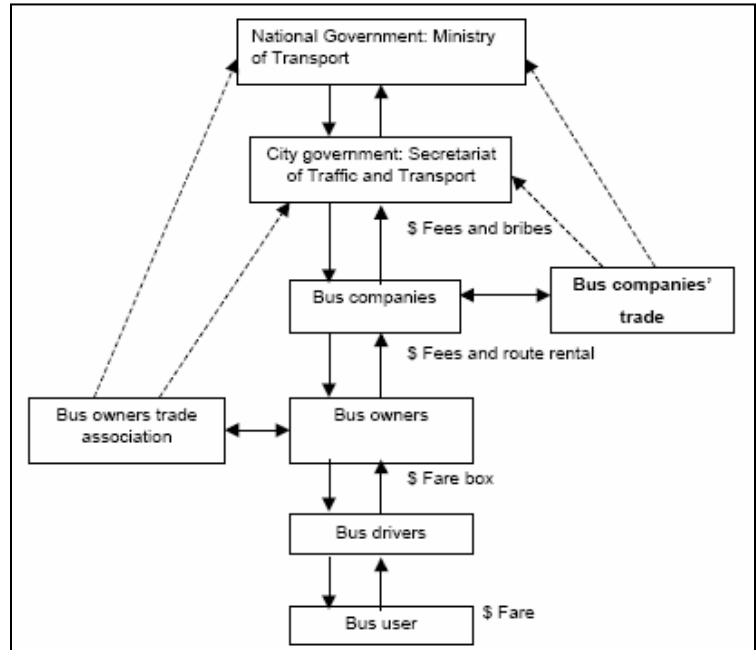 National Government: Ministry
of Transport
City government: Secretariat
of Traffic and Transport
$ Fees and bribes
Bus companies
Bus companies’
trade
$ Fees and route rental
Bus owners trade
association
Bus owners
$ Fare box
Bus drivers
Bus user
$ Fare